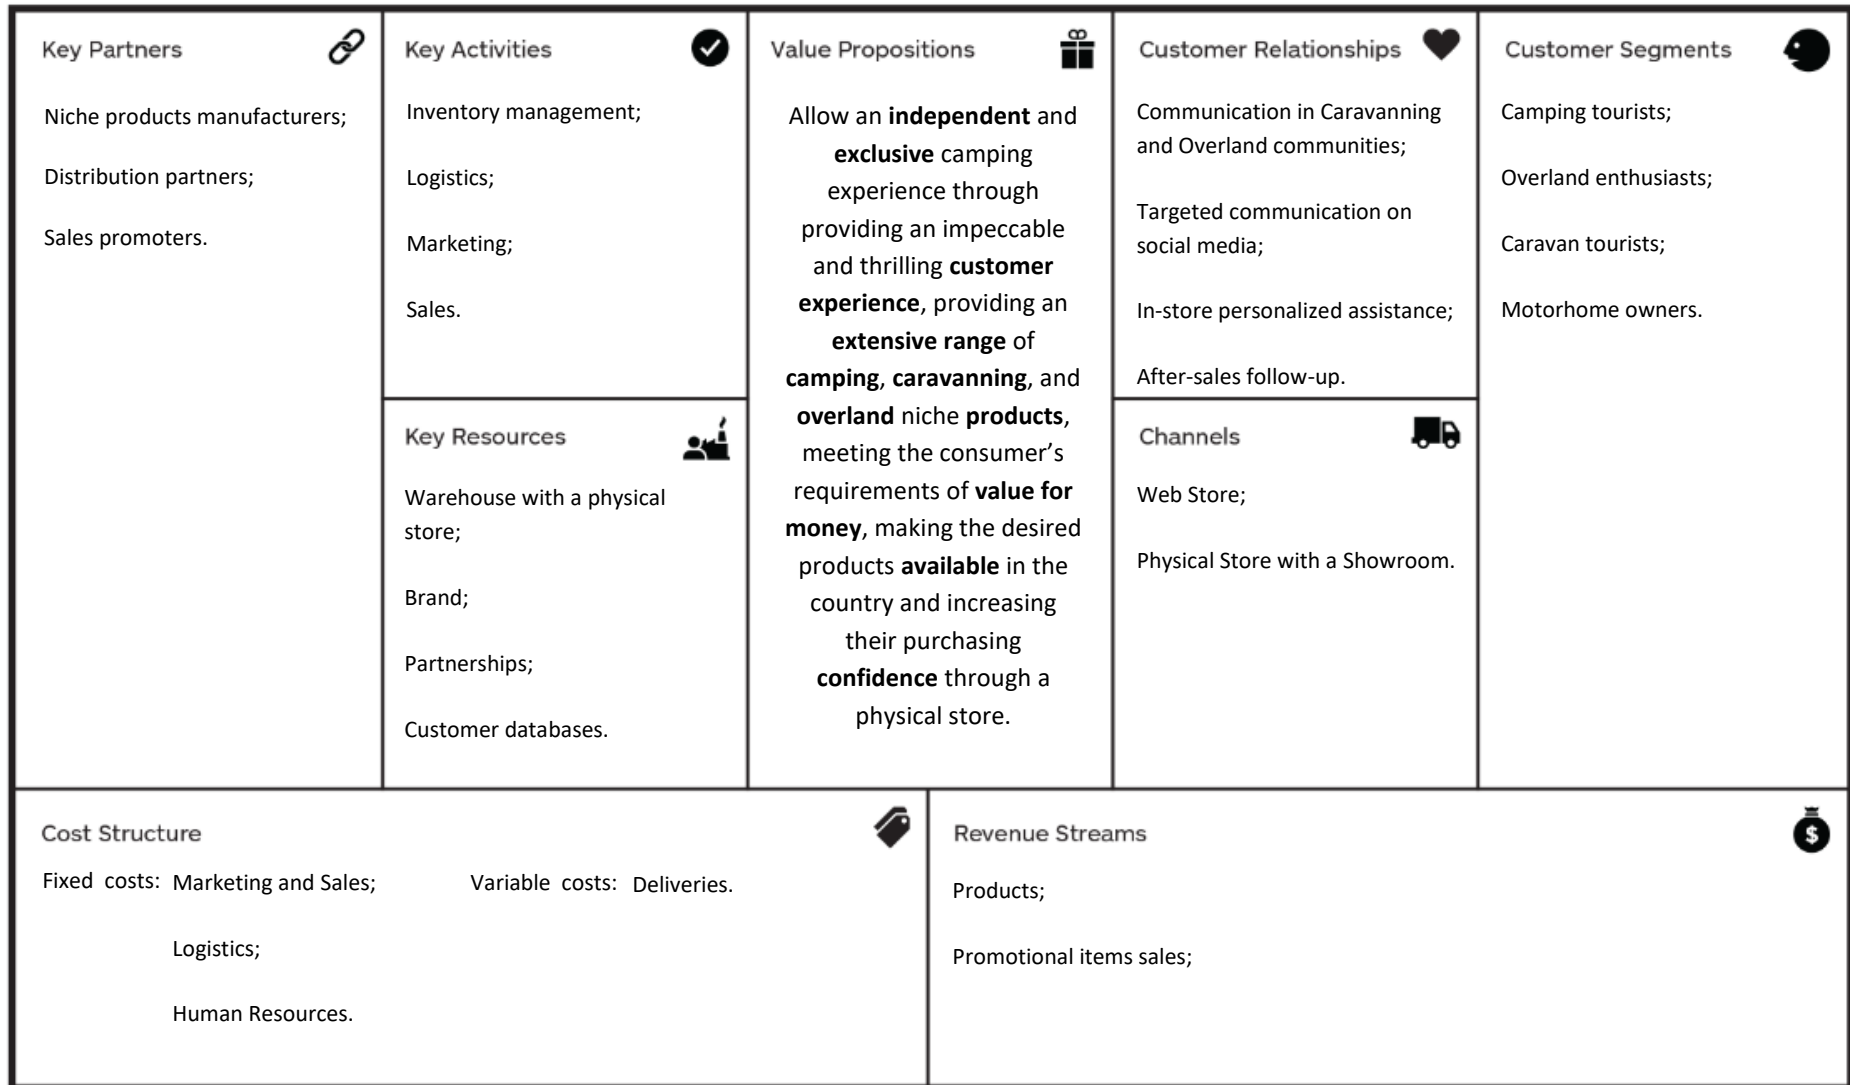 Key Partners
Niche products manufacturers;
Distribution partners;
Sales promoters.
Key Activities
Inventory management;
Logistics;
Marketing;
Sales.
Key Resources
Warehouse with a physical
store;
Brand;
Partnerships;
Customer databases.
Value Propositions
Allow an independent and
exclusive camping
experience through
providing an impeccable
and thrilling customer
experience, providing an
extensive range of
camping, caravanning, and
overland niche products,
meeting the consumer’s
requirements of value for
money, making the desired
products available in the
country and increasing
their purchasing
confidence through a
physical store.
Customer Relationships
Communication in Caravanning
and Overland communities;
Targeted communication on
social media;
In-store personalized assistance;
After-sales follow-up.
Channels
Web Store;
Physical Store with a Showroom.
Customer Segments
Camping tourists;
Overland enthusiasts;
Caravan tourists;
Motorhome owners.
Cost Structure
Fixed costs: Marketing and Sales;
Logistics;
Human Resources.
Variable costs: Deliveries.
Revenue Streams
$
Products;
Promotional items sales;